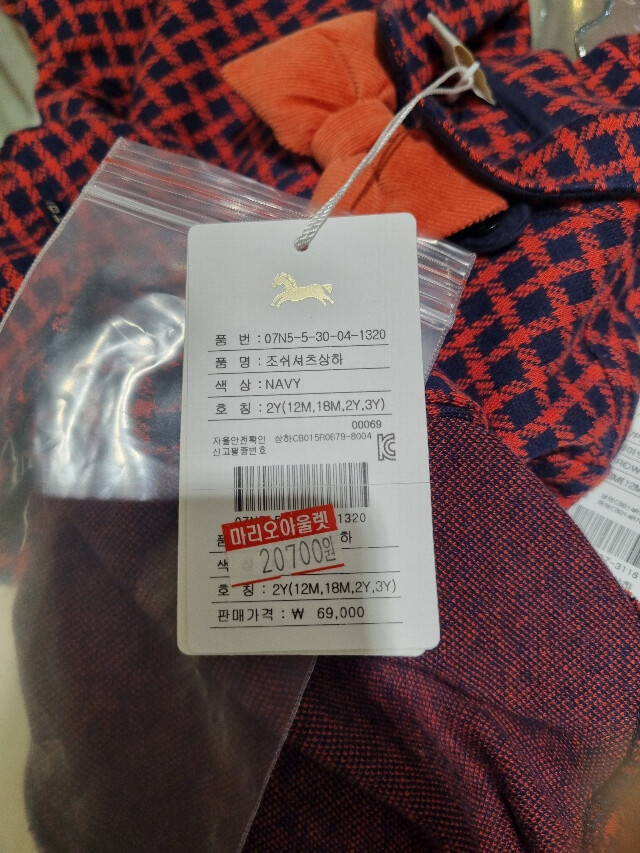 품 번 : 07N5-5-30-04-1320
품 명 : 조쉬셔츠상하
색 상 : NAVY
호 칭 : 2Y(12M,18M,2Y,3Y)
00069
자율안전확인 상하CB015R0679-8004
신고필증번호
1320
마리오아울렛
품 하
20700원
색
호 칭 : 2Y(12M,18M,2Y,3Y)
판매가격 : ₩ 69,000